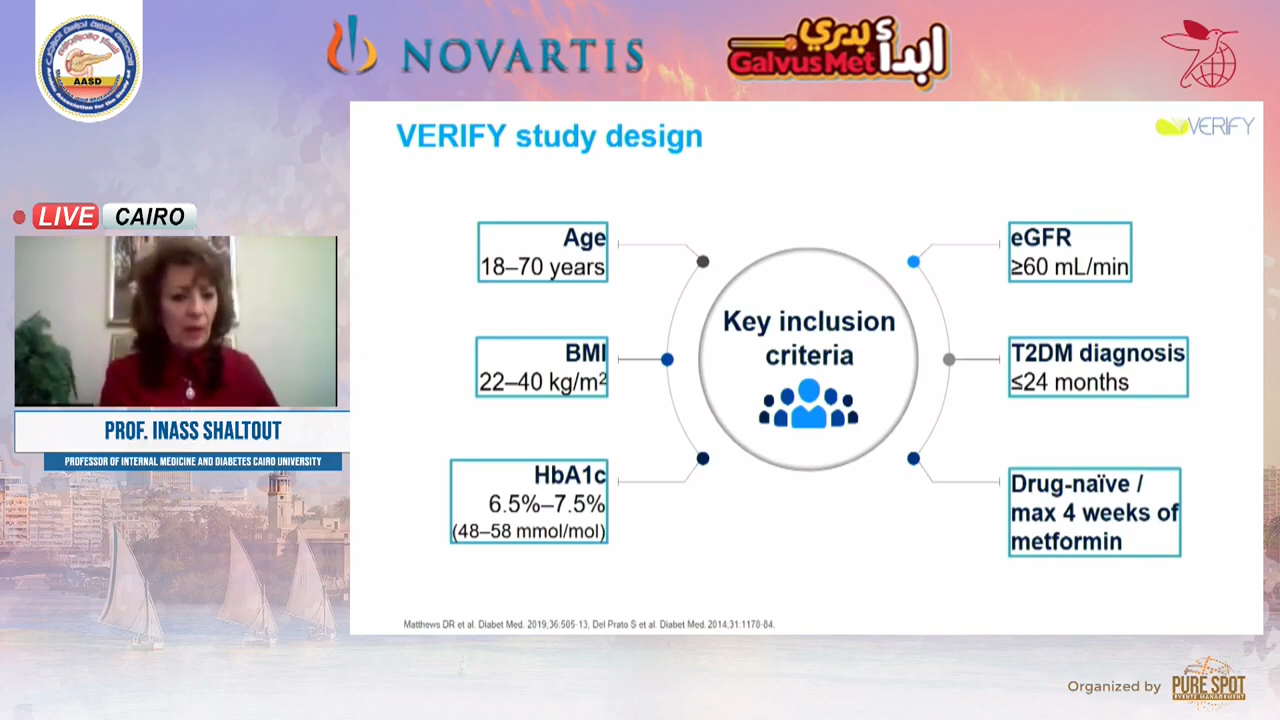 AASD
NOVARTIS
ابدأ بدري
GalvusMet
VERIFY study design
VERIFY
LIVE CAIRO
PROF. INASS SHALTOUT
PROFESSOR OF INTERNAL MEDICINE AND DIABETES CAIRO UNIVERSITY
Age
18–70 years
BMI
22–40 kg/m²
HbA1c
6.5%–7.5%
(48–58 mmol/mol)
Key inclusion
criteria
eGFR
≥60 mL/min
T2DM diagnosis
≤24 months
Drug-naïve /
max 4 weeks of
metformin
Matthews DR et al. Diabet Med. 2019;36:505-13; Del Prato S et al. Diabet Med. 2014;31:1178-84.
Organized by
PURE SPOT
EVENTS MANAGEMENT